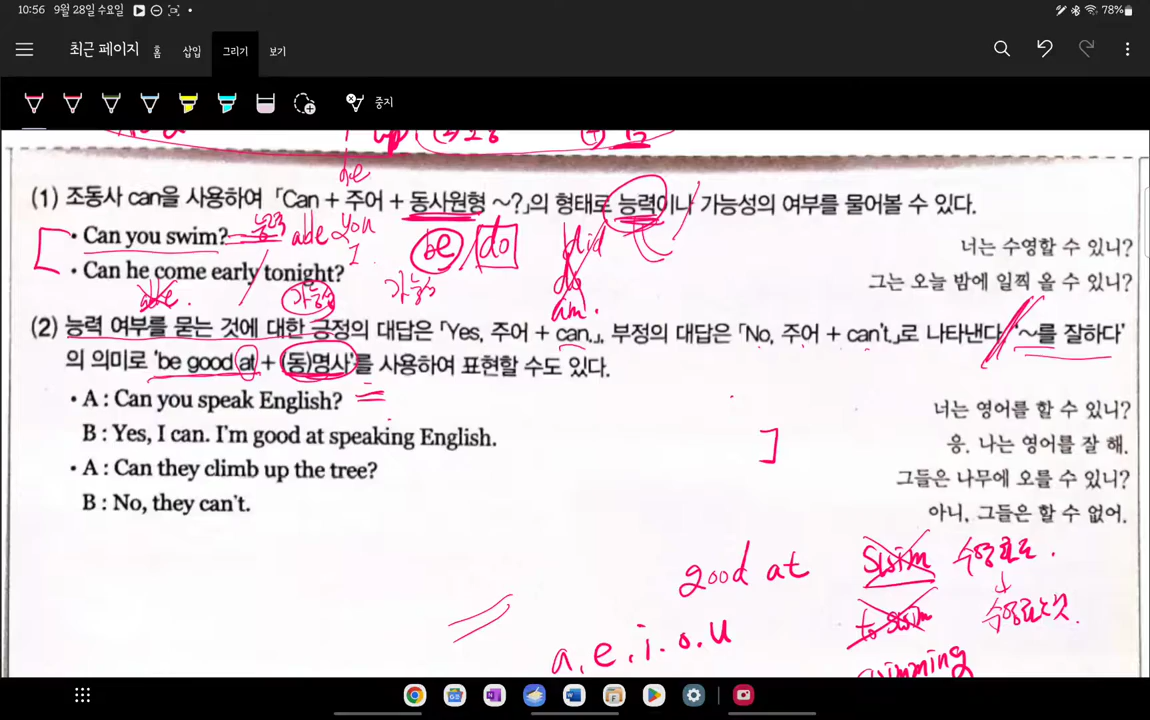 10:56 9월 28일 수요일
78%
최근 페이지 홈 삽입 그리기 보기
중지
be
(1) 조동사 can을 사용하여 「Can + 주어 + 동사원형 ~?」의 형태로 능력이나 가능성의 여부를 물어볼 수 있다.
• Can you swim? 능력 you be / do did 너는 수영할 수 있니?
I
• Can he come early tonight? 가능성 do 그는 오늘 밤에 일찍 올 수 있니?
가능성 am.
(2) 능력 여부를 묻는 것에 대한 긍정의 대답은 「Yes, 주어 + can.」, 부정의 대답은 「No, 주어 + can't.」로 나타낸다. '~를 잘하다'
의 의미로 'be good at + (동)명사'를 사용하여 표현할 수도 있다.
• A : Can you speak English? 너는 영어를 할 수 있니?
B : Yes, I can. I'm good at speaking English. 응. 나는 영어를 잘 해.
• A : Can they climb up the tree? 그들은 나무에 오를 수 있니?
B : No, they can't. 아니, 그들은 할 수 없어.
good at
a, e, i, o, u